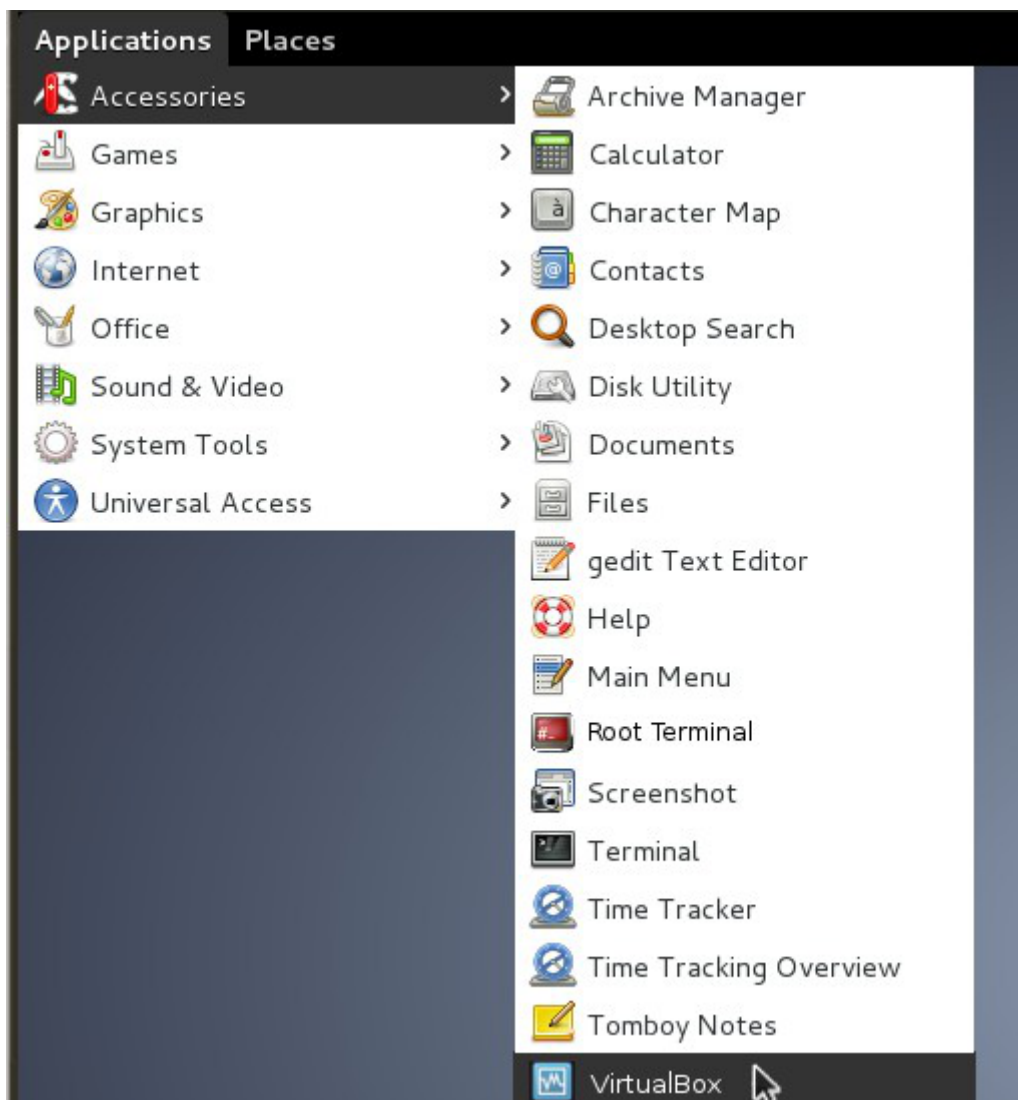 Applications Places
Accessories
Games
Graphics
Internet
Office
Sound & Video
System Tools
Universal Access
Archive Manager
Calculator
Character Map
Contacts
Desktop Search
Disk Utility
Documents
Files
gedit Text Editor
Help
Main Menu
Root Terminal
Screenshot
Terminal
Time Tracker
Time Tracking Overview
Tomboy Notes
VirtualBox